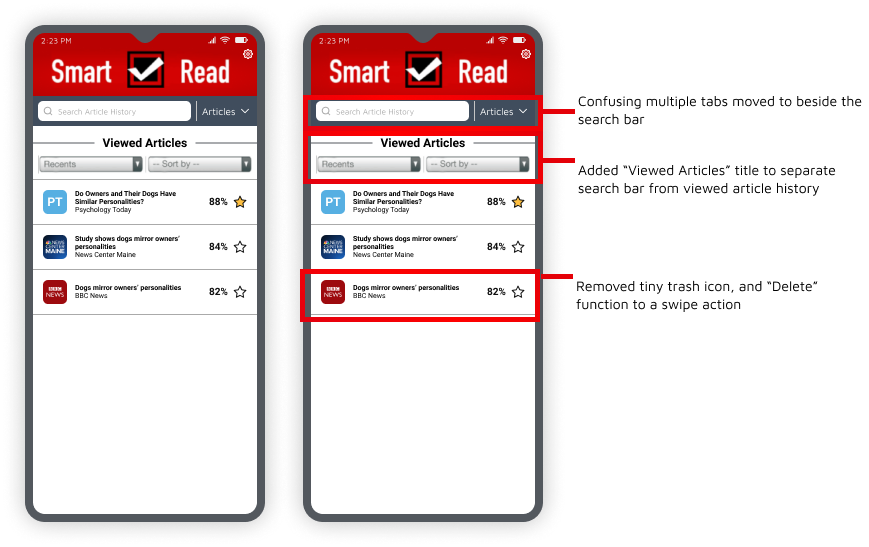 2:23 PM
Smart Read
Search Article History
Articles
Viewed Articles
Recents
-- Sort by --
PT
Do Owners and Their Dogs Have
Similar Personalities?
Psychology Today
88%
NEWS
CENTER
MAINE
Study shows dogs mirror owners'
personalities
News Center Maine
84%
BBC
NEWS
Dogs mirror owners' personalities
BBC News
82%
2:23 PM
Smart Read
Search Article History
Articles
Viewed Articles
Recents
-- Sort by --
PT
Do Owners and Their Dogs Have
Similar Personalities?
Psychology Today
88%
NEWS
CENTER
MAINE
Study shows dogs mirror owners'
personalities
News Center Maine
84%
BBC
NEWS
Dogs mirror owners' personalities
BBC News
82%
Confusing multiple tabs moved to beside the
search bar
Added “Viewed Articles” title to separate
search bar from viewed article history
Removed tiny trash icon, and “Delete”
function to a swipe action